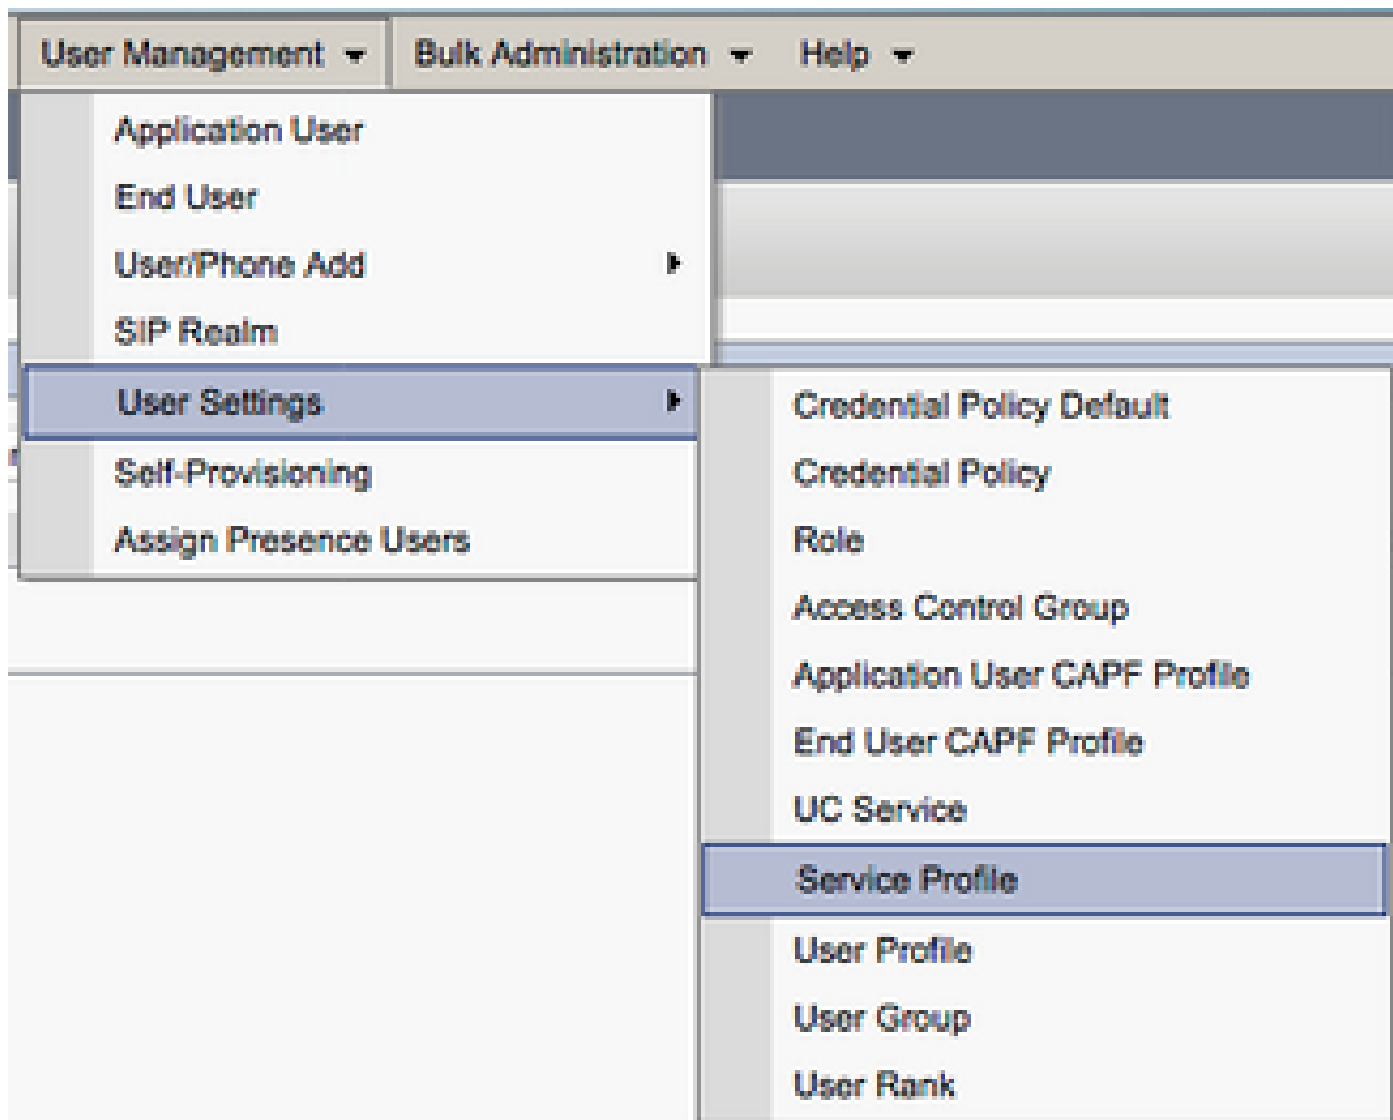 User Management Bulk Administration Help
Application User
End User
User/Phone Add
SIP Realm
User Settings
Self-Provisioning
Assign Presence Users
Credential Policy Default
Credential Policy
Role
Access Control Group
Application User CAPF Profile
End User CAPF Profile
UC Service
Service Profile
User Profile
User Group
User Rank